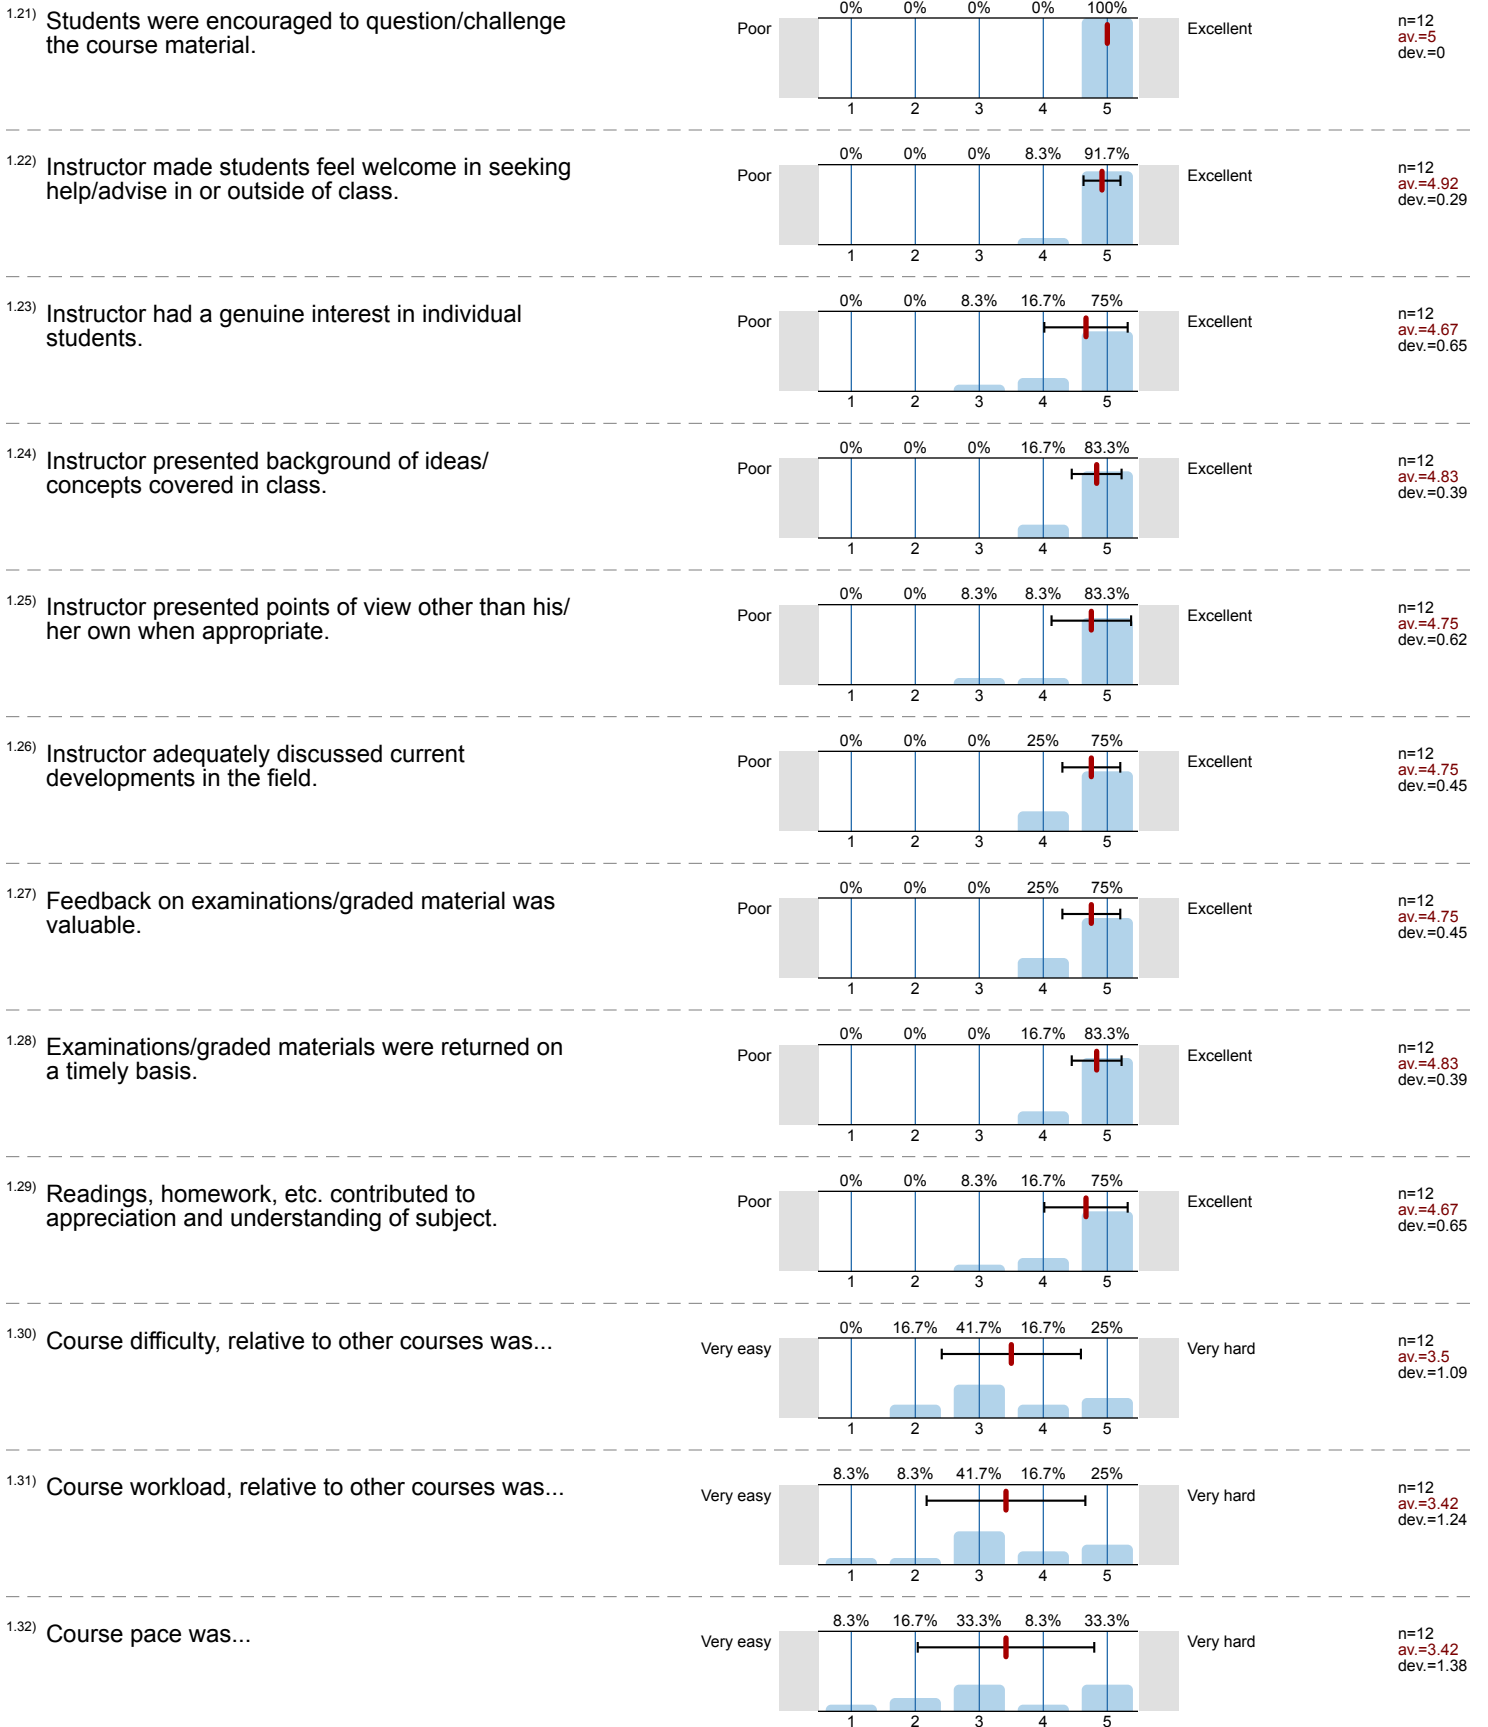 1.21) Students were encouraged to question/challenge
the course material.
Poor
0% 0% 0% 0% 100%
1 2 3 4 5
Excellent
n=12
av.=5
dev.=0
1.22) Instructor made students feel welcome in seeking
help/advise in or outside of class.
Poor
0% 0% 0% 8.3% 91.7%
1 2 3 4 5
Excellent
n=12
av.=4.92
dev.=0.29
1.23) Instructor had a genuine interest in individual
students.
Poor
0% 0% 8.3% 16.7% 75%
1 2 3 4 5
Excellent
n=12
av.=4.67
dev.=0.65
1.24) Instructor presented background of ideas/
concepts covered in class.
Poor
0% 0% 0% 16.7% 83.3%
1 2 3 4 5
Excellent
n=12
av.=4.83
dev.=0.39
1.25) Instructor presented points of view other than his/
her own when appropriate.
Poor
0% 0% 8.3% 8.3% 83.3%
1 2 3 4 5
Excellent
n=12
av.=4.75
dev.=0.62
1.26) Instructor adequately discussed current
developments in the field.
Poor
0% 0% 0% 25% 75%
1 2 3 4 5
Excellent
n=12
av.=4.75
dev.=0.45
1.27) Feedback on examinations/graded material was
valuable.
Poor
0% 0% 0% 25% 75%
1 2 3 4 5
Excellent
n=12
av.=4.75
dev.=0.45
1.28) Examinations/graded materials were returned on
a timely basis.
Poor
0% 0% 0% 16.7% 83.3%
1 2 3 4 5
Excellent
n=12
av.=4.83
dev.=0.39
1.29) Readings, homework, etc. contributed to
appreciation and understanding of subject.
Poor
0% 0% 8.3% 16.7% 75%
1 2 3 4 5
Excellent
n=12
av.=4.67
dev.=0.65
1.30) Course difficulty, relative to other courses was...
Very easy
0% 16.7% 41.7% 16.7% 25%
1 2 3 4 5
Very hard
n=12
av.=3.5
dev.=1.09
1.31) Course workload, relative to other courses was...
Very easy
8.3% 8.3% 41.7% 16.7% 25%
1 2 3 4 5
Very hard
n=12
av.=3.42
dev.=1.24
1.32) Course pace was...
Very easy
8.3% 16.7% 33.3% 8.3% 33.3%
1 2 3 4 5
Very hard
n=12
av.=3.42
dev.=1.38